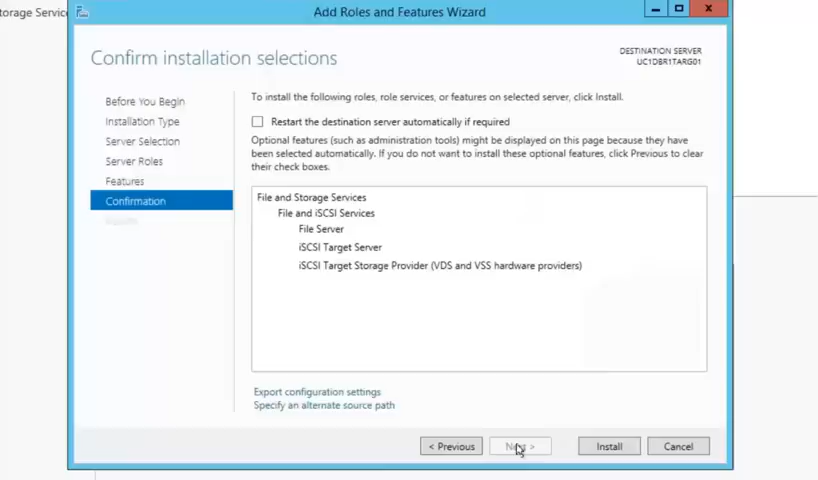 torage Servic
Add Roles and Features Wizard
Confirm installation selections
DESTINATION SERVER
UC1DBR1TARG01
Before You Begin
Installation Type
Server Selection
Server Roles
Features
Confirmation
To install the following roles, role services, or features on selected server, click Install.
Restart the destination server automatically if required
Optional features (such as administration tools) might be displayed on this page because they have
been selected automatically. If you do not want to install these optional features, click Previous to clear
their check boxes.
File and Storage Services
File and iSCSI Services
File Server
iSCSI Target Server
iSCSI Target Storage Provider (VDS and VSS hardware providers)
Export configuration settings
Specify an alternate source path
< Previous
Next >
Install
Cancel